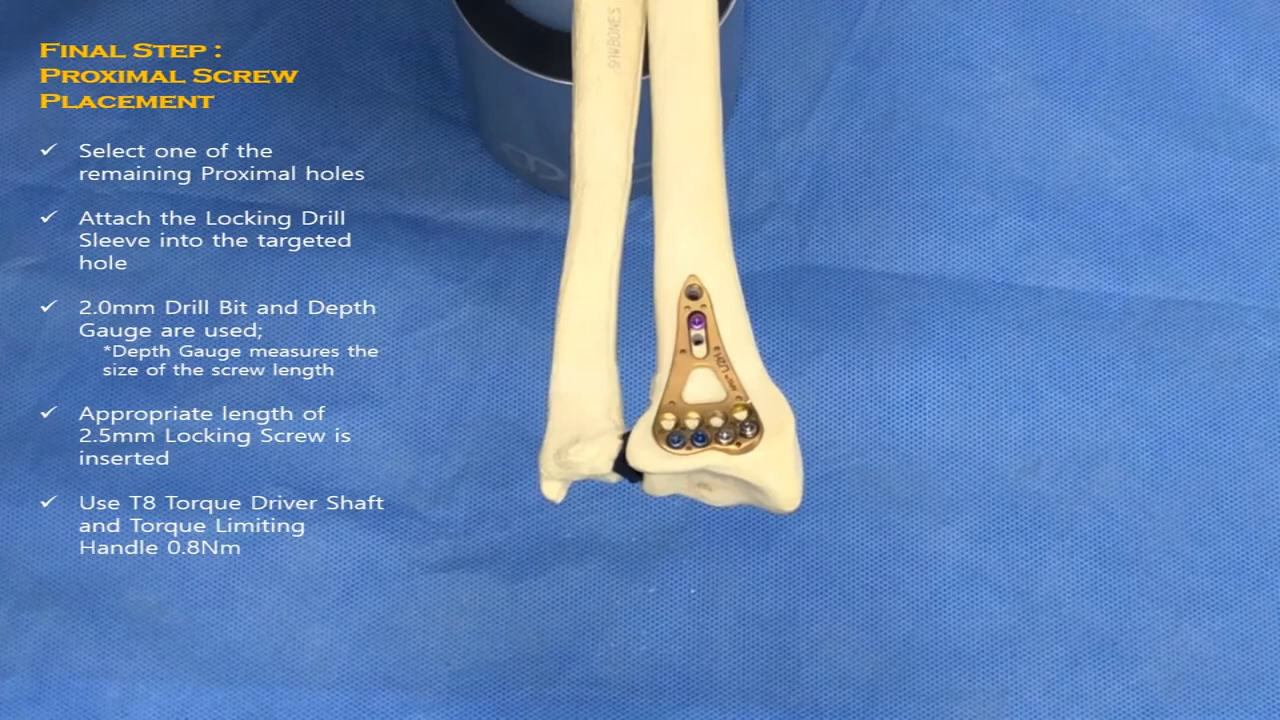 Final Step :
Proximal Screw
Placement
✓ Select one of the
remaining Proximal holes
✓ Attach the Locking Drill
Sleeve into the targeted
hole
✓ 2.0mm Drill Bit and Depth
Gauge are used;
*Depth Gauge measures the
size of the screw length
✓ Appropriate length of
2.5mm Locking Screw is
inserted
✓ Use T8 Torque Driver Shaft
and Torque Limiting
Handle 0.8Nm